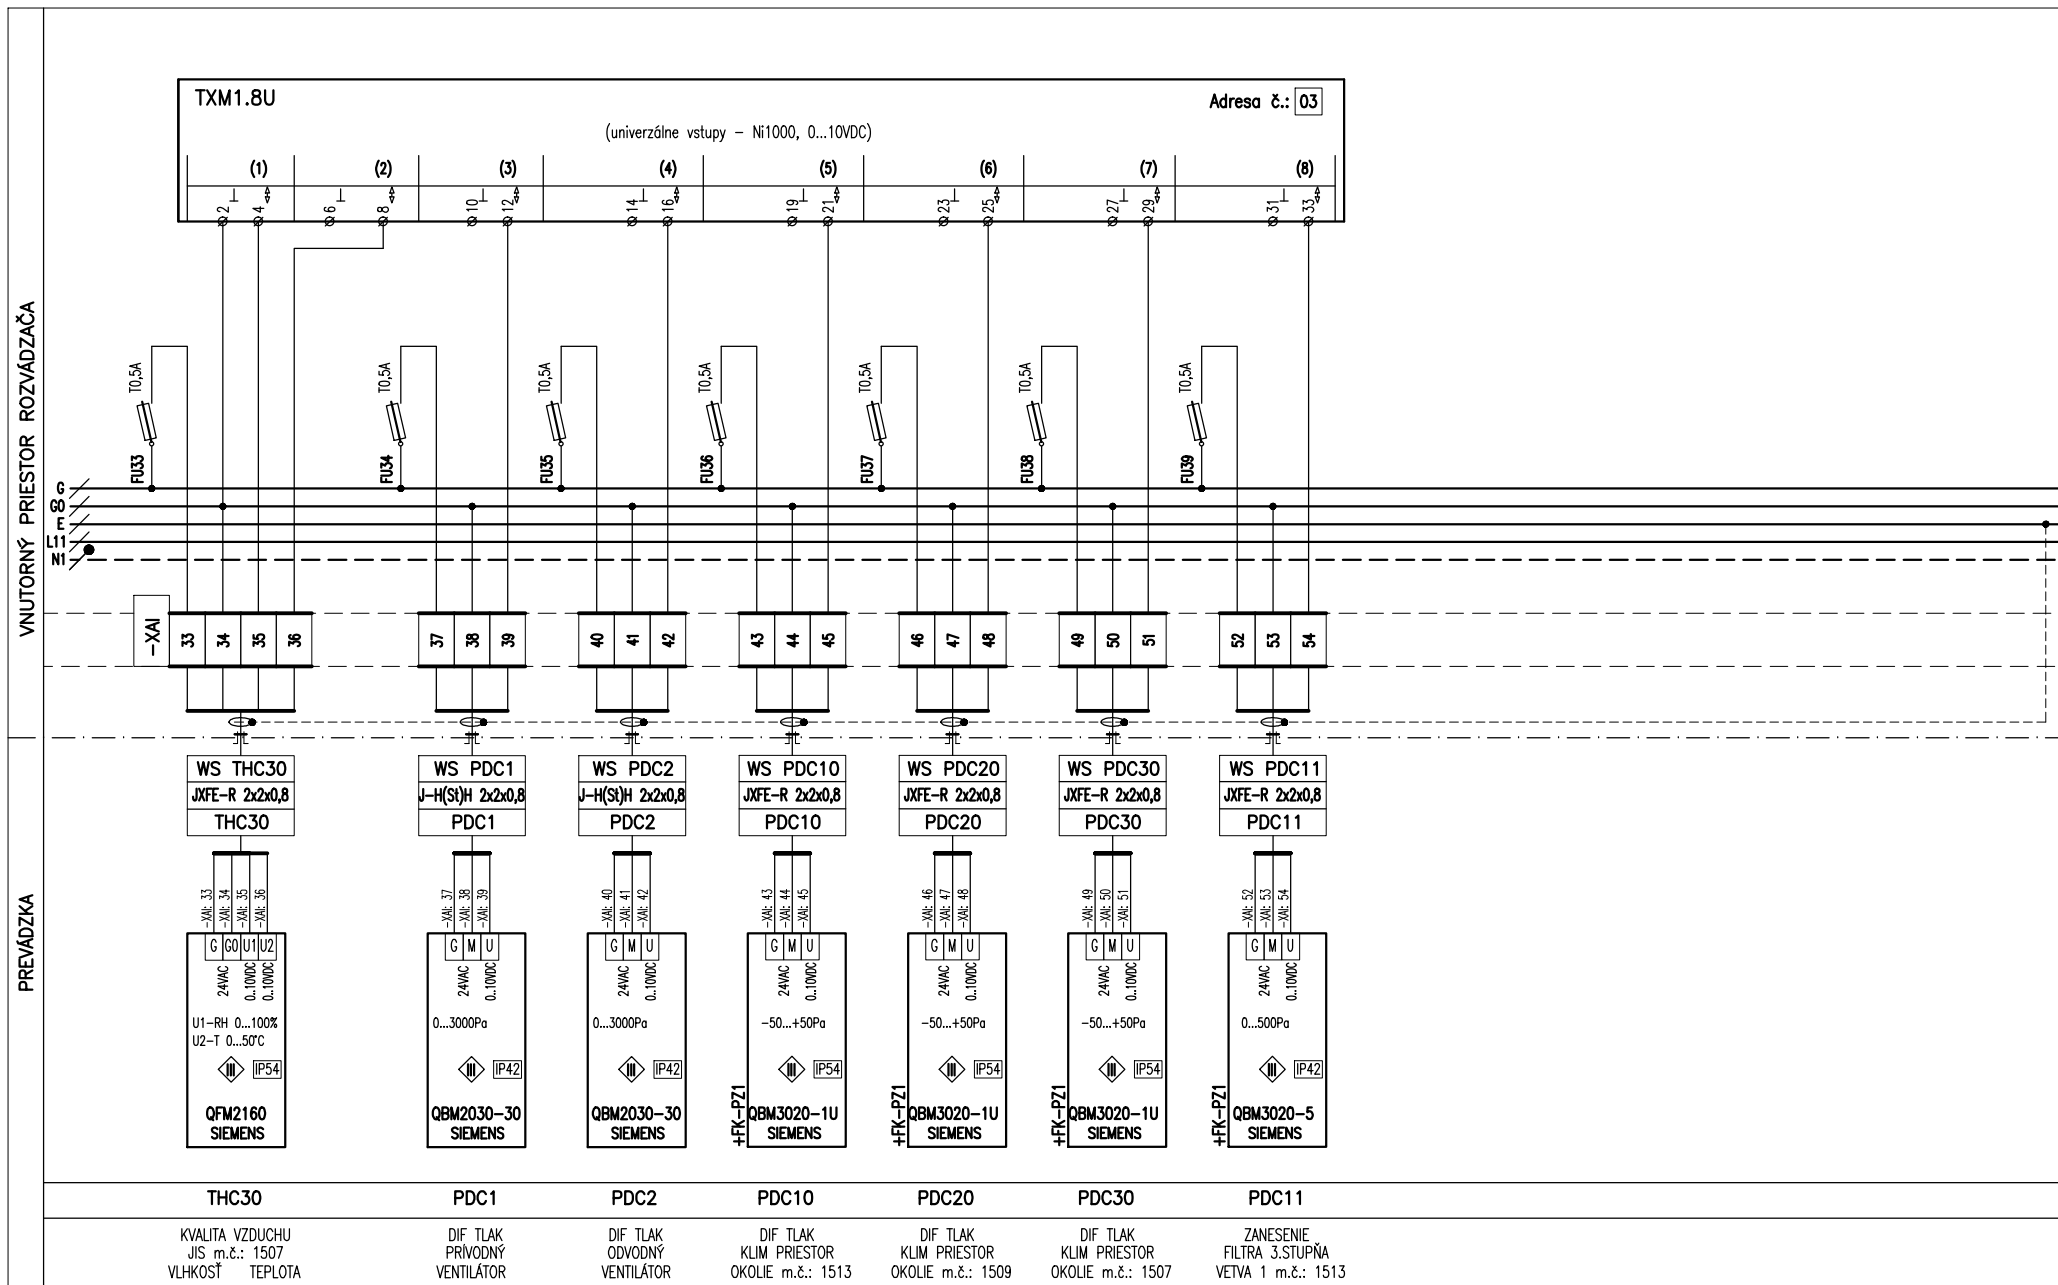 TXM1.8U
Adresa č.: 03
(univerzálne vstupy – Ni1000, 0...10VDC)
(1) (2) (3) (4) (5) (6) (7) (8)
2 4 6 8 10 12 14 16 19 21 23 25 27 29 31 33
VNUTORNÝ PRIESTOR ROZVÁDZAČA
T0,5A T0,5A T0,5A T0,5A T0,5A T0,5A T0,5A
FU33 FU34 FU35 FU36 FU37 FU38 FU39
G
G0
E
L11
N1
-XAI 33 34 35 36 37 38 39 40 41 42 43 44 45 46 47 48 49 50 51 52 53 54
WS THC30 WS PDC1 WS PDC2 WS PDC10 WS PDC20 WS PDC30 WS PDC11
JXFE-R 2x2x0,8 J-H(St)H 2x2x0,8 J-H(St)H 2x2x0,8 JXFE-R 2x2x0,8 JXFE-R 2x2x0,8 JXFE-R 2x2x0,8 JXFE-R 2x2x0,8
THC30 PDC1 PDC2 PDC10 PDC20 PDC30 PDC11
PREVÁDZKA
-XAI: 33 -XAI: 34 -XAI: 35 -XAI: 36 -XAI: 37 -XAI: 38 -XAI: 39 -XAI: 40 -XAI: 41 -XAI: 42 -XAI: 43 -XAI: 44 -XAI: 45 -XAI: 46 -XAI: 47 -XAI: 48 -XAI: 49 -XAI: 50 -XAI: 51 -XAI: 52 -XAI: 53 -XAI: 54
G G0 U1 U2 G M U G M U G M U G M U G M U G M U
24VAC 0..10VDC 0..10VDC 24VAC 0..10VDC 24VAC 0..10VDC 24VAC 0..10VDC 24VAC 0..10VDC 24VAC 0..10VDC 24VAC 0..10VDC
U1-RH 0...100% 0...3000Pa 0...3000Pa -50...+50Pa -50...+50Pa -50...+50Pa 0...500Pa
U2-T 0...50°C
III IP54 III IP42 III IP42 III IP54 III IP54 III IP54 III IP42
+FK-PZ1 +FK-PZ1 +FK-PZ1 +FK-PZ1
QFM2160 QBM2030-30 QBM2030-30 QBM3020-1U QBM3020-1U QBM3020-1U QBM3020-5
SIEMENS SIEMENS SIEMENS SIEMENS SIEMENS SIEMENS SIEMENS
THC30 PDC1 PDC2 PDC10 PDC20 PDC30 PDC11
KVALITA VZDUCHU DIF TLAK DIF TLAK DIF TLAK DIF TLAK DIF TLAK ZANESENIE
JIS m.č.: 1507 PRÍVODNÝ ODVODNÝ KLIM PRIESTOR KLIM PRIESTOR KLIM PRIESTOR FILTRA 3.STUPŇA
VLHKOSŤ TEPLOTA VENTILÁTOR VENTILÁTOR OKOLIE m.č.: 1513 OKOLIE m.č.: 1509 OKOLIE m.č.: 1507 VETVA 1 m.č.: 1513